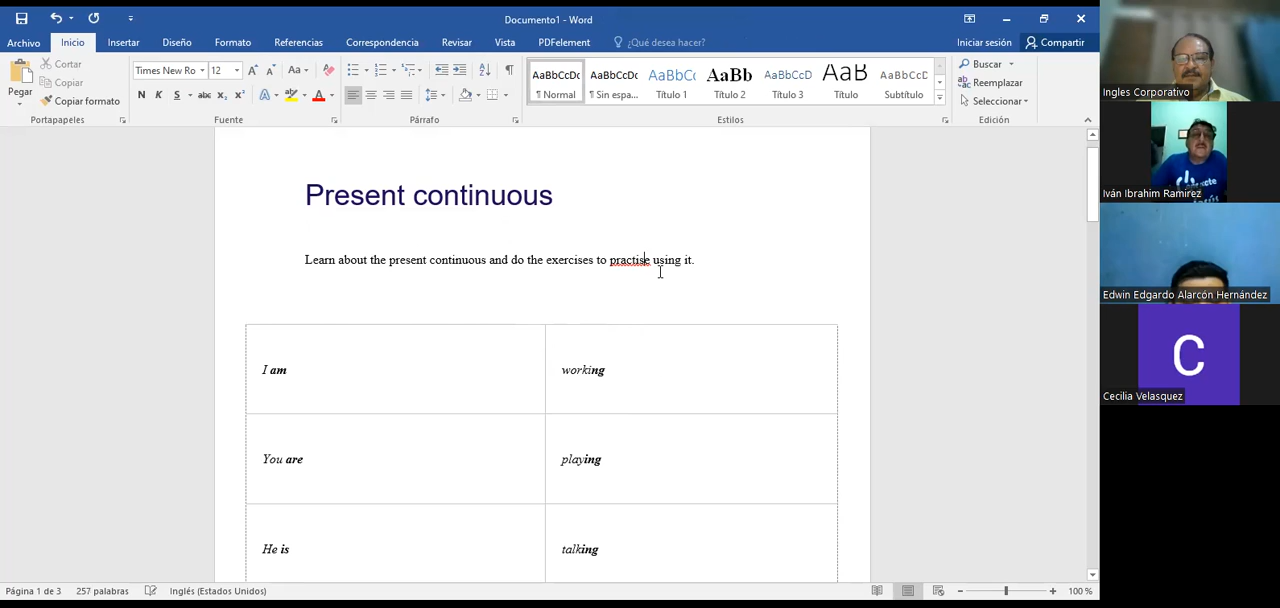 Documento1 - Word
Archivo Inicio Insertar Diseño Formato Referencias Correspondencia Revisar Vista PDFelement ¿Qué desea hacer? Iniciar sesión Compartir
Pegar
Cortar
Copiar
Copiar formato
Portapapeles
Times New Ro 12
N K S abc x₂ x²
Fuente
Párrafo
AaBbCcDc AaBbCcDc AaBbCc AaBb AaBbCcD AaB AaBbCcD
¶ Normal ¶ Sin espa... Título 1 Título 2 Título 3 Título Subtítulo
Estilos
Buscar
Reemplazar
Seleccionar
Edición
Present continuous
Learn about the present continuous and do the exercises to practise using it.
I am working
You are playing
He is talking
Página 1 de 3 257 palabras Inglés (Estados Unidos) 100 %
Ingles Corporativo
Iván Ibrahim Ramirez
Edwin Edgardo Alarcón Hernández
C
Cecilia Velasquez